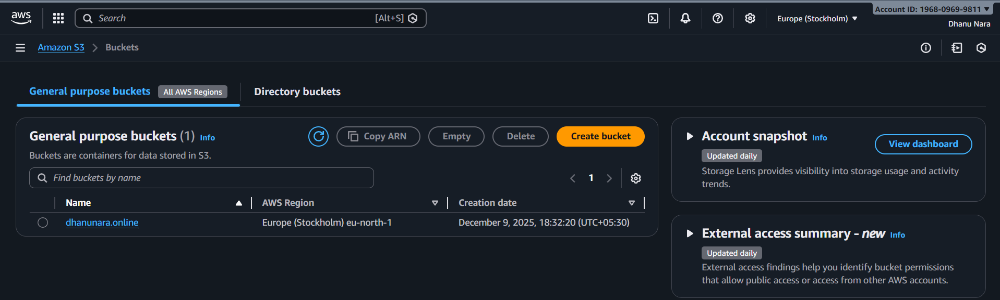 aws
Search [Alt+S]
Europe (Stockholm)
Account ID: 1968-0969-9811
Dhanu Nara
Amazon S3 > Buckets
General purpose buckets All AWS Regions Directory buckets
General purpose buckets (1) Info
Copy ARN Empty Delete Create bucket
Buckets are containers for data stored in S3.
Find buckets by name
1
Name AWS Region Creation date
dhanunara.online Europe (Stockholm) eu-north-1 December 9, 2025, 18:32:20 (UTC+05:30)
Account snapshot Info
View dashboard
Updated daily
Storage Lens provides visibility into storage usage and activity
trends.
External access summary - new Info
Updated daily
External access findings help you identify bucket permissions
that allow public access or access from other AWS accounts.